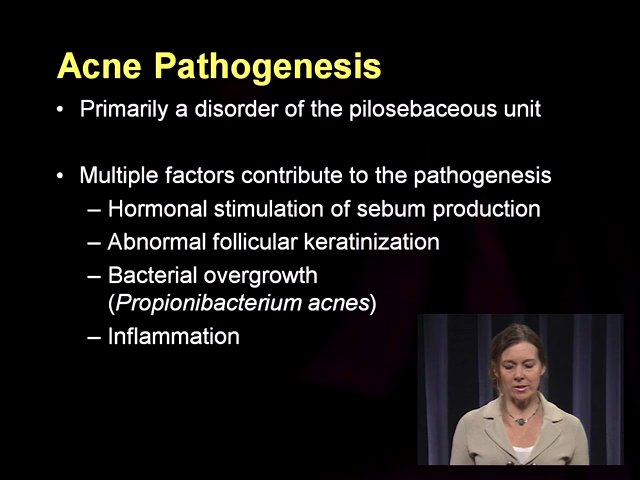 Acne Pathogenesis
• Primarily a disorder of the pilosebaceous unit
• Multiple factors contribute to the pathogenesis
– Hormonal stimulation of sebum production
– Abnormal follicular keratinization
– Bacterial overgrowth
(Propionibacterium acnes)
– Inflammation